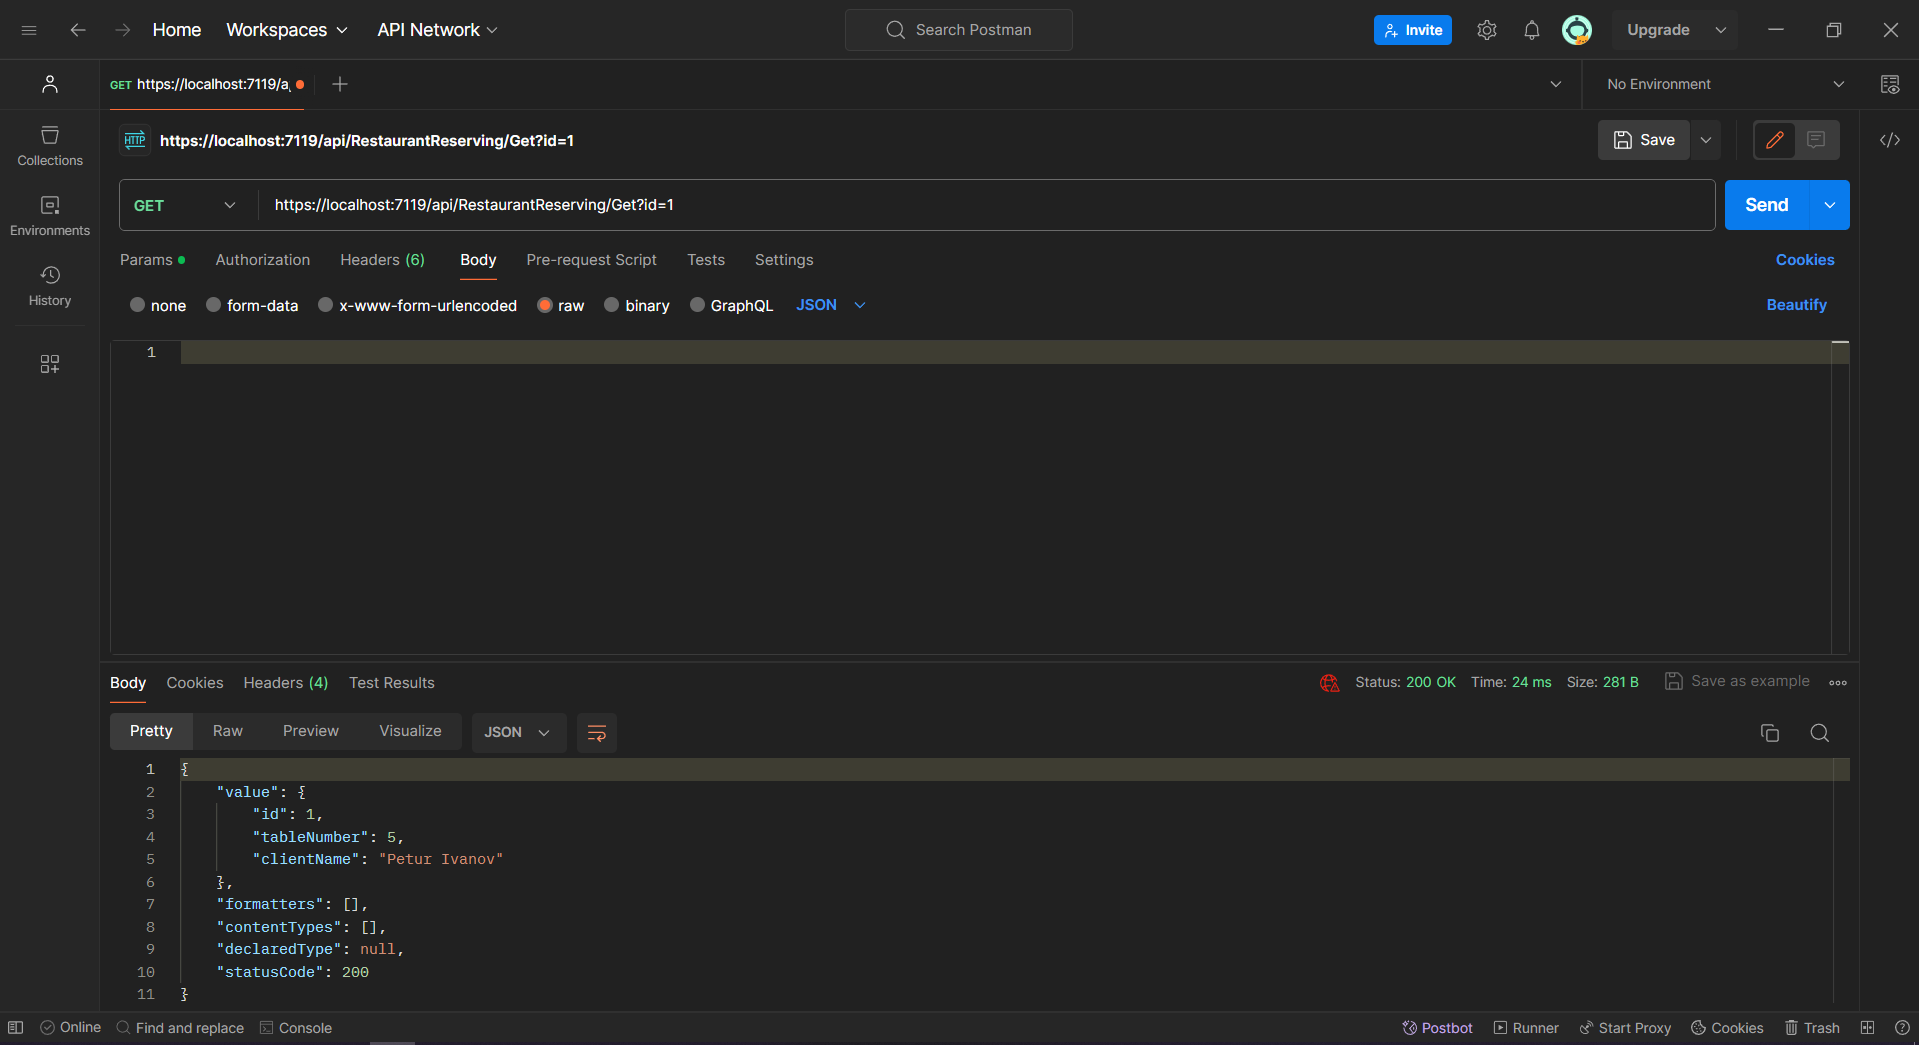 Home Workspaces API Network Search Postman Invite Upgrade
GET https://localhost:7119/a No Environment
HTTP https://localhost:7119/api/RestaurantReserving/Get?id=1 Save
Collections
GET https://localhost:7119/api/RestaurantReserving/Get?id=1 Send
Environments
Params Authorization Headers (6) Body Pre-request Script Tests Settings Cookies
History
none form-data x-www-form-urlencoded raw binary GraphQL JSON Beautify
1
Body Cookies Headers (4) Test Results Status: 200 OK Time: 24 ms Size: 281 B Save as example
Pretty Raw Preview Visualize JSON
1 {
2 "value": {
3 "id": 1,
4 "tableNumber": 5,
5 "clientName": "Petur Ivanov"
6 },
7 "formatters": [],
8 "contentTypes": [],
9 "declaredType": null,
10 "statusCode": 200
11 }
Online Find and replace Console Postbot Runner Start Proxy Cookies Trash